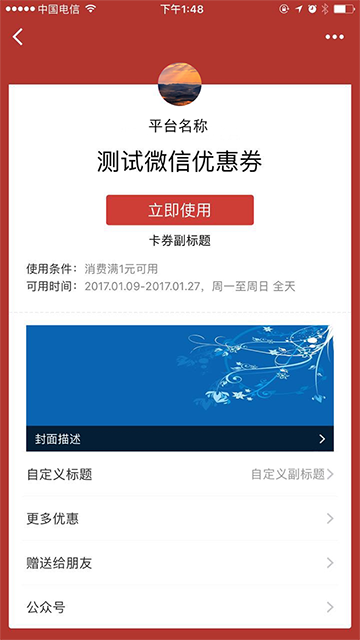 中国电信
下午1:48
平台名称
测试微信优惠券
立即使用
卡券副标题
使用条件：消费满1元可用
可用时间：2017.01.09-2017.01.27，周一至周日 全天
封面描述
自定义标题 自定义副标题
更多优惠
赠送给朋友
公众号